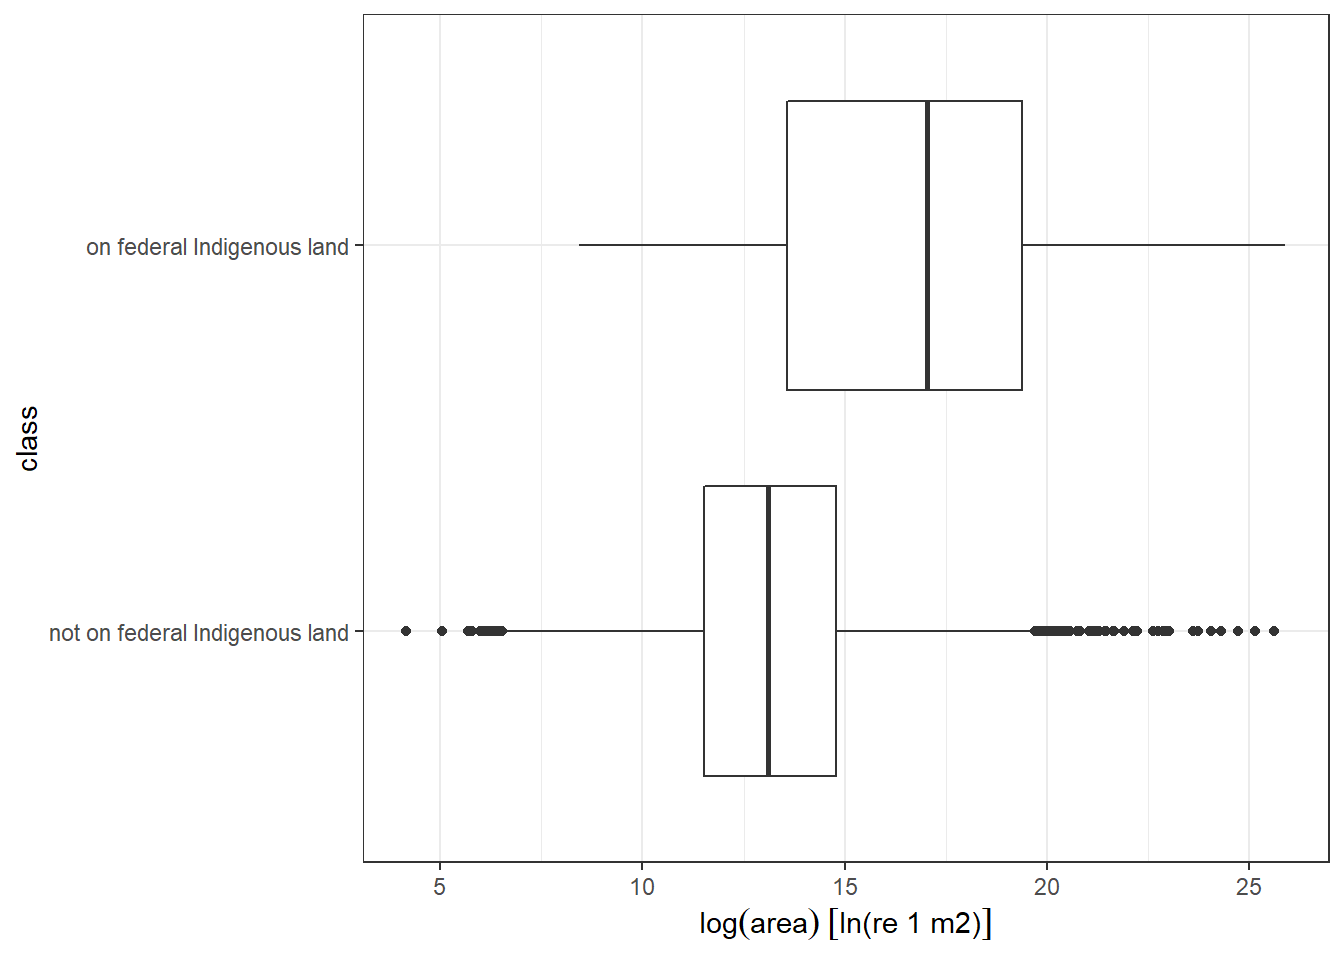 on federal Indigenous land
class
not on federal Indigenous land
5 10 15 20 25
log(area) [ln(re 1 m2)]